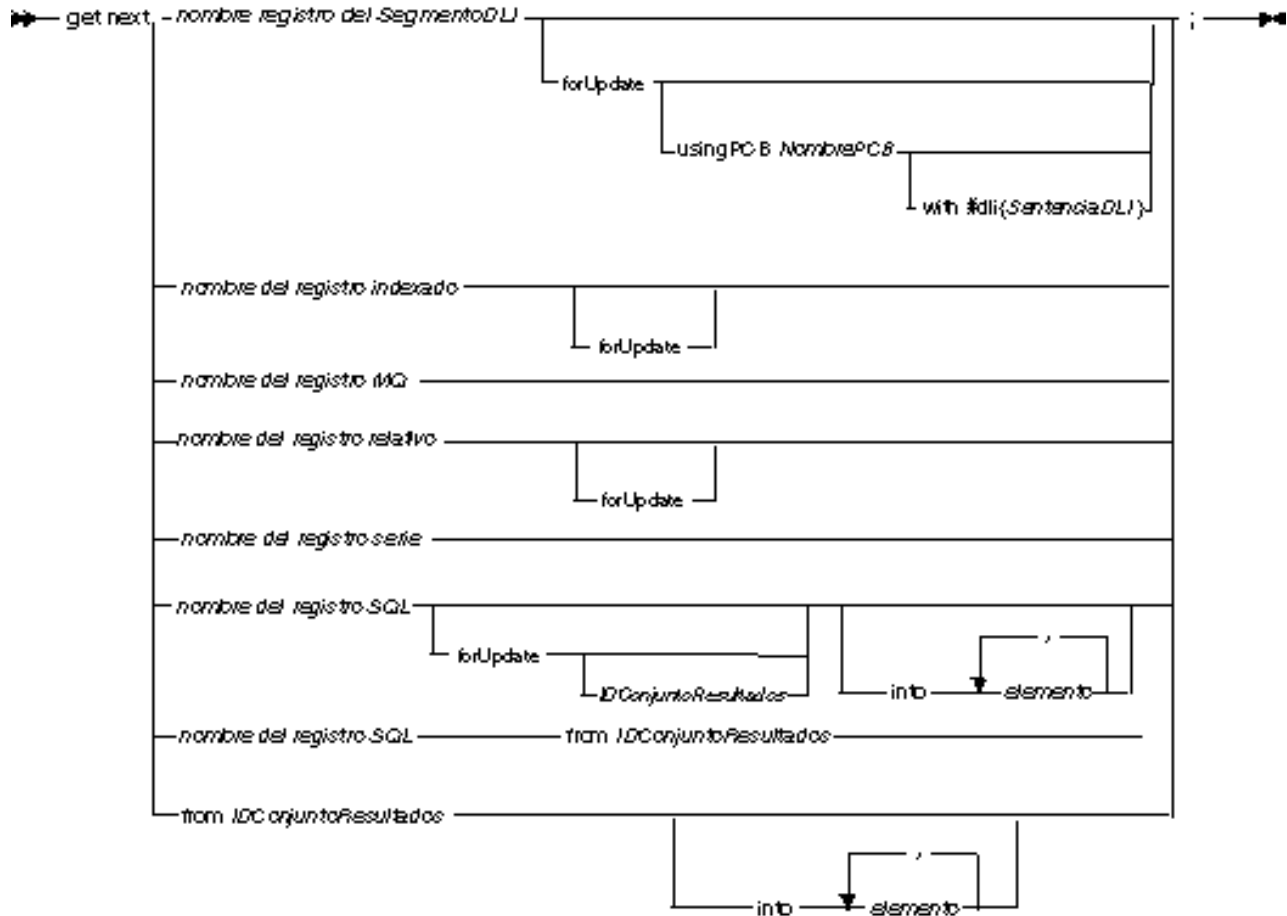 get next nombre registro del SegmentoDLI ;
forUpdate
usingPCB NombrePCB
with #dli{SentenciaDLI}
nombre del registro indexado
forUpdate
nombre del registro MQ
nombre del registro relativo
forUpdate
nombre del registro serie
nombre del registro SQL
forUpdate ,
IDConjuntoResultados into elemento
nombre del registro SQL from IDConjuntoResultados
from IDConjuntoResultados
,
into elemento